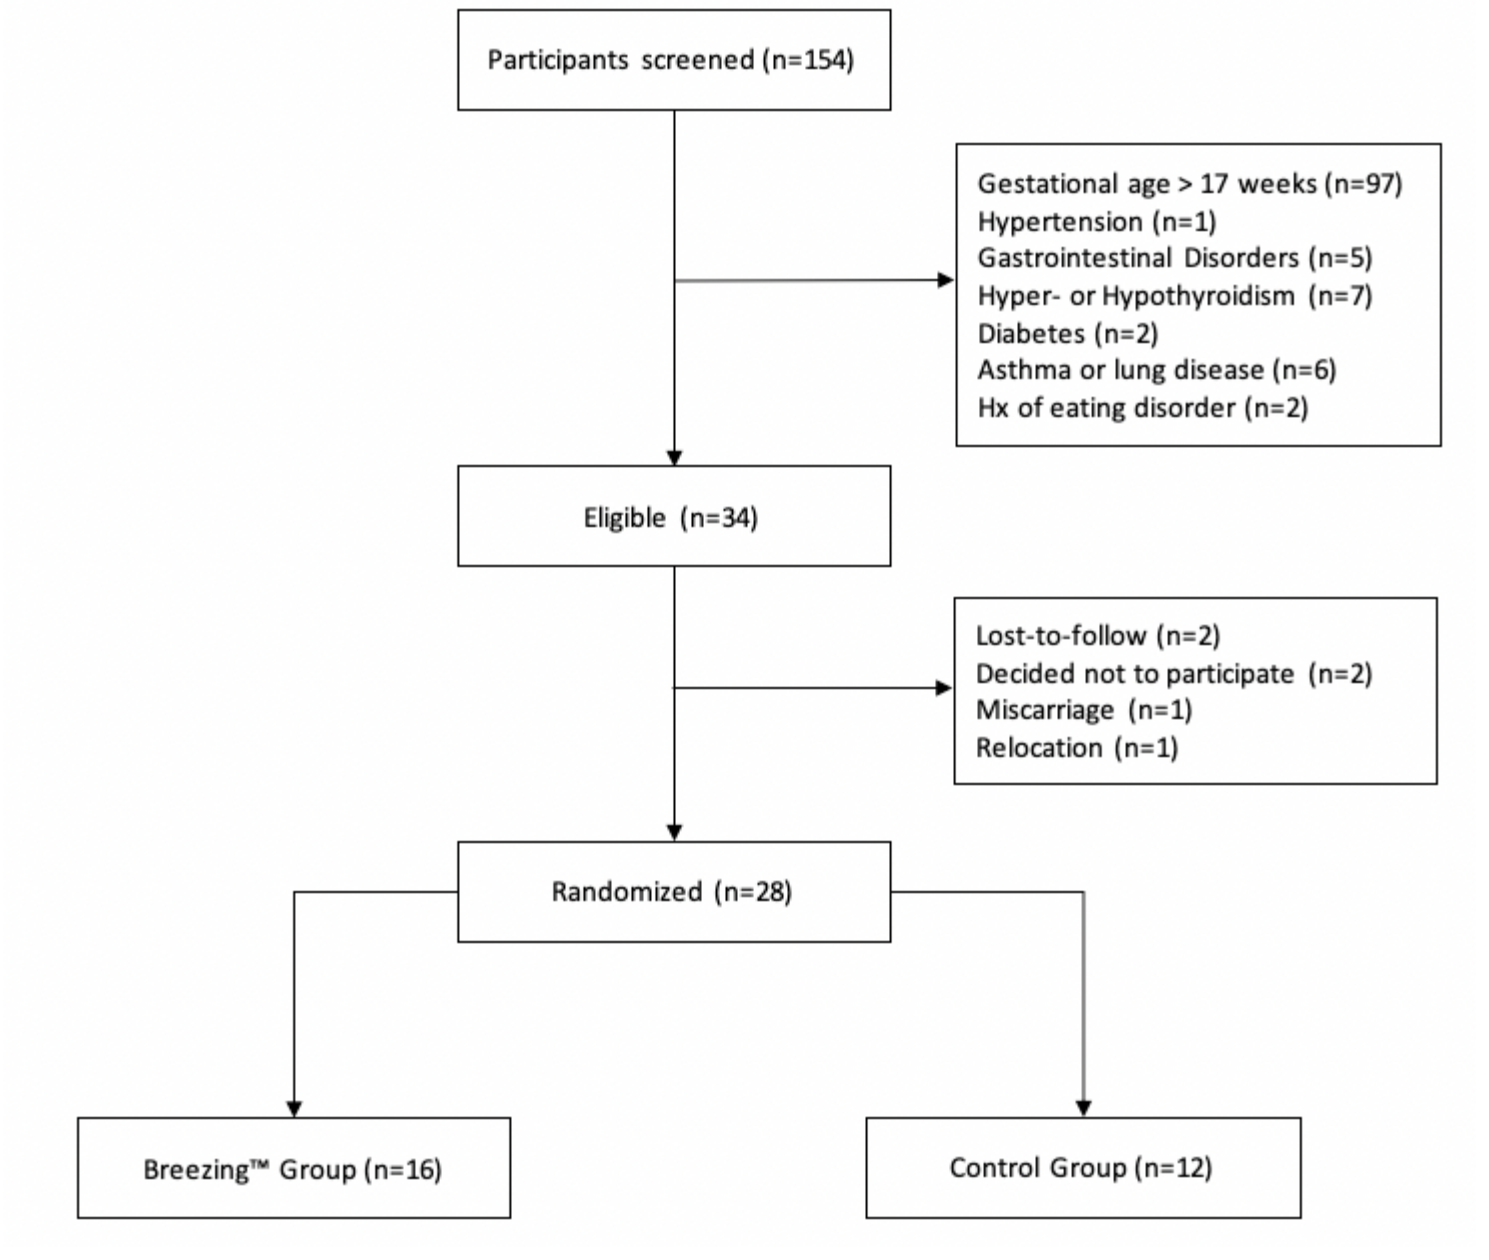 Participants screened (n=154)
Gestational age > 17 weeks (n=97)
Hypertension (n=1)
Gastrointestinal Disorders (n=5)
Hyper- or Hypothyroidism (n=7)
Diabetes (n=2)
Asthma or lung disease (n=6)
Hx of eating disorder (n=2)
Eligible (n=34)
Lost-to-follow (n=2)
Decided not to participate (n=2)
Miscarriage (n=1)
Relocation (n=1)
Randomized (n=28)
Breezing™ Group (n=16)
Control Group (n=12)